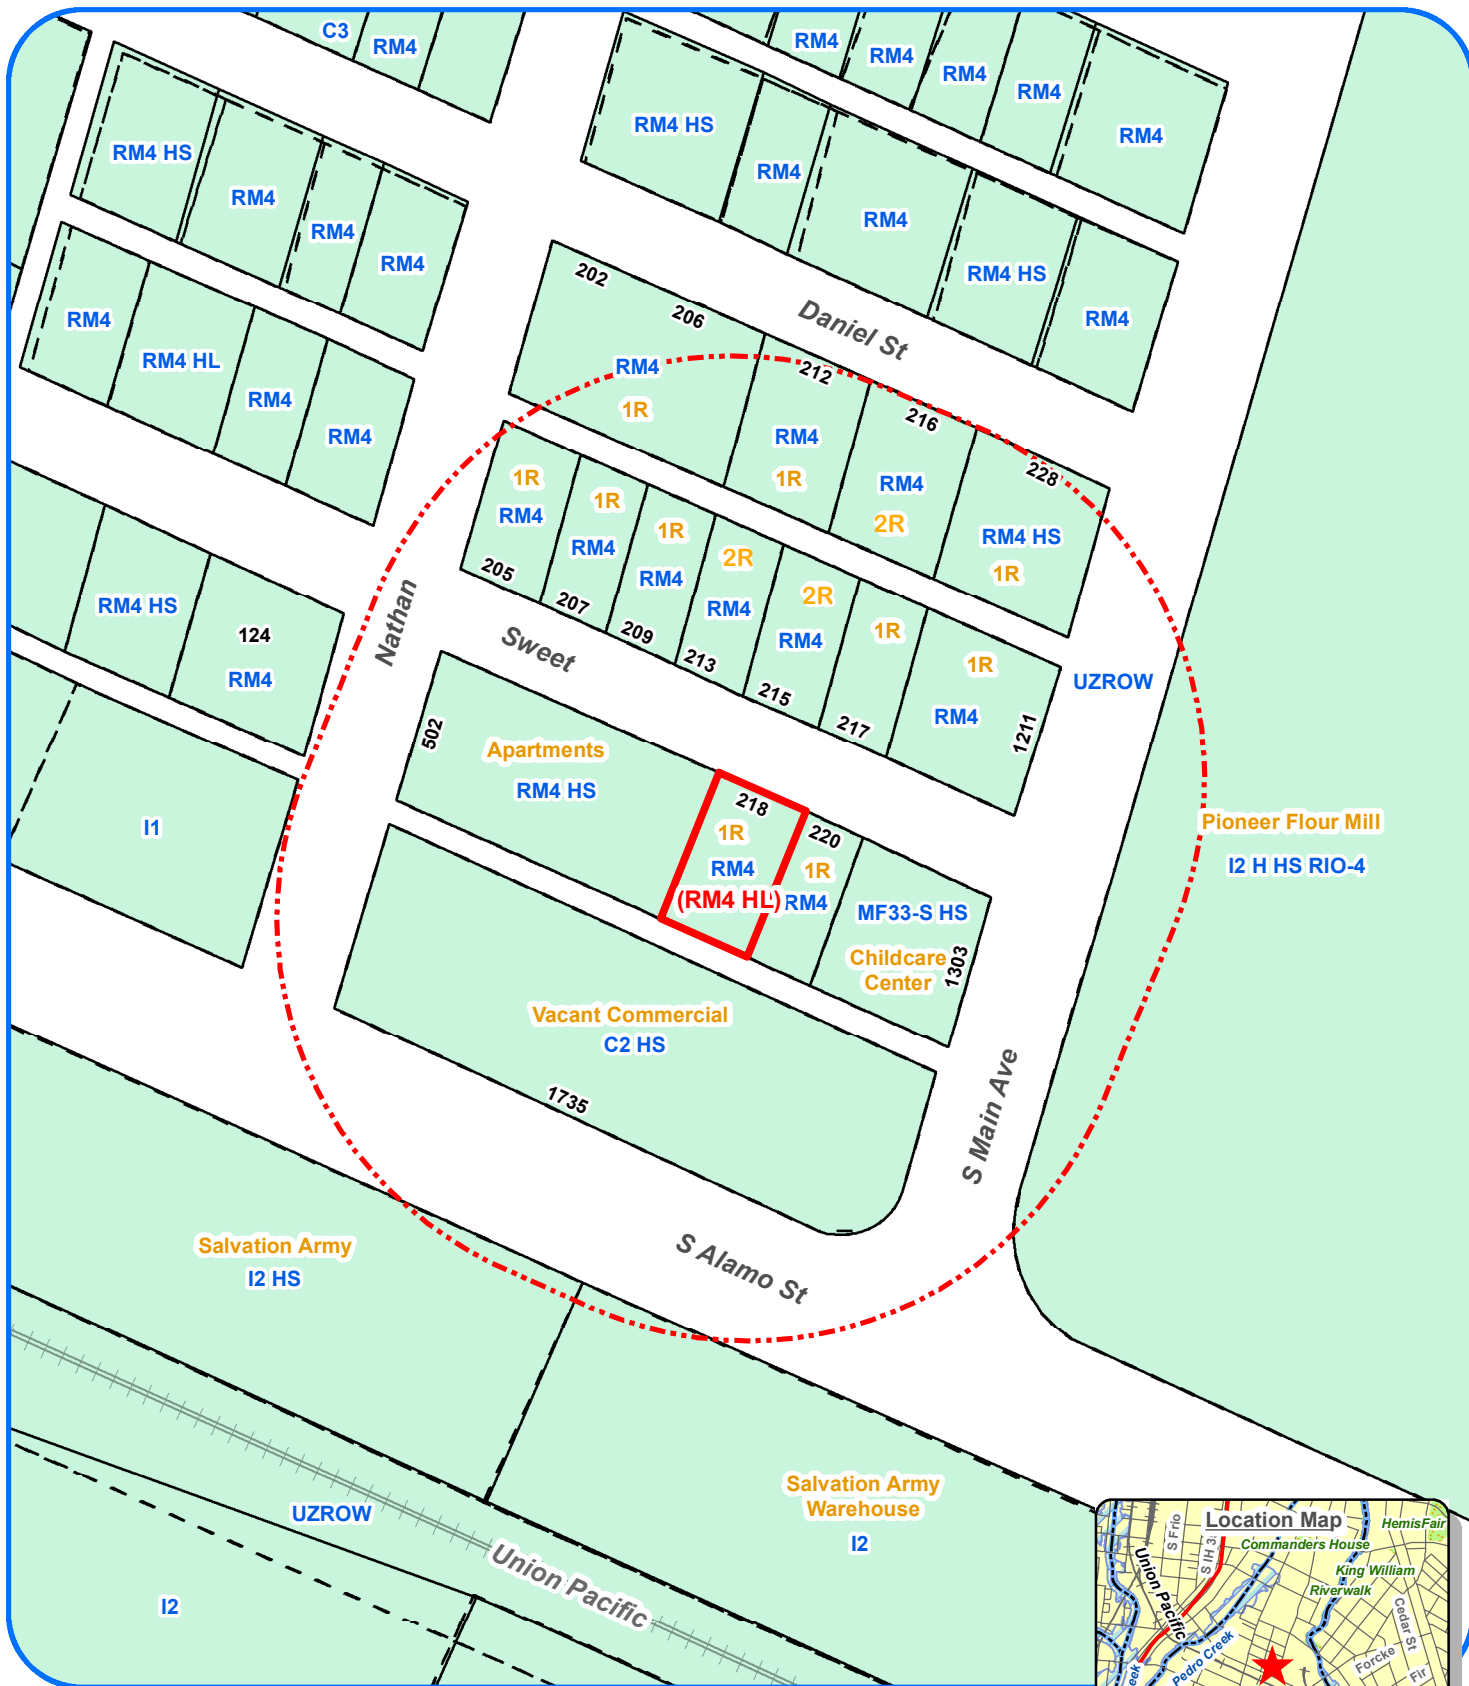 C3
RM4
RM4
RM4
RM4
RM4
RM4
RM4 HS
RM4 HS
RM4
RM4
RM4
RM4
RM4
RM4
RM4 HS
RM4
RM4
RM4 HL
RM4
RM4
202
206
Daniel St
212
216
228
RM4
1R
RM4
1R
RM4
2R
RM4 HS
1R
1R
RM4
1R
RM4
1R
RM4
2R
RM4
2R
RM4
1R
1R
RM4
205
207
209
213
215
217
1211
UZROW
Nathan
Sweet
RM4 HS
124
RM4
I1
502
Apartments
RM4 HS
218
1R
RM4
(RM4 HL)
220
1R
RM4
MF33-S HS
Childcare
Center
1303
Pioneer Flour Mill
I2 H HS RIO-4
Vacant Commercial
C2 HS
1735
S Main Ave
S Alamo St
Salvation Army
I2 HS
Salvation Army
Warehouse
I2
UZROW
Union Pacific
I2
Location Map
HemisFair
S Frio
S IH 3
Commanders House
King William
Riverwalk
Union Pacific
Cedar St
Pedro Creek
eek
Forcke
Fir